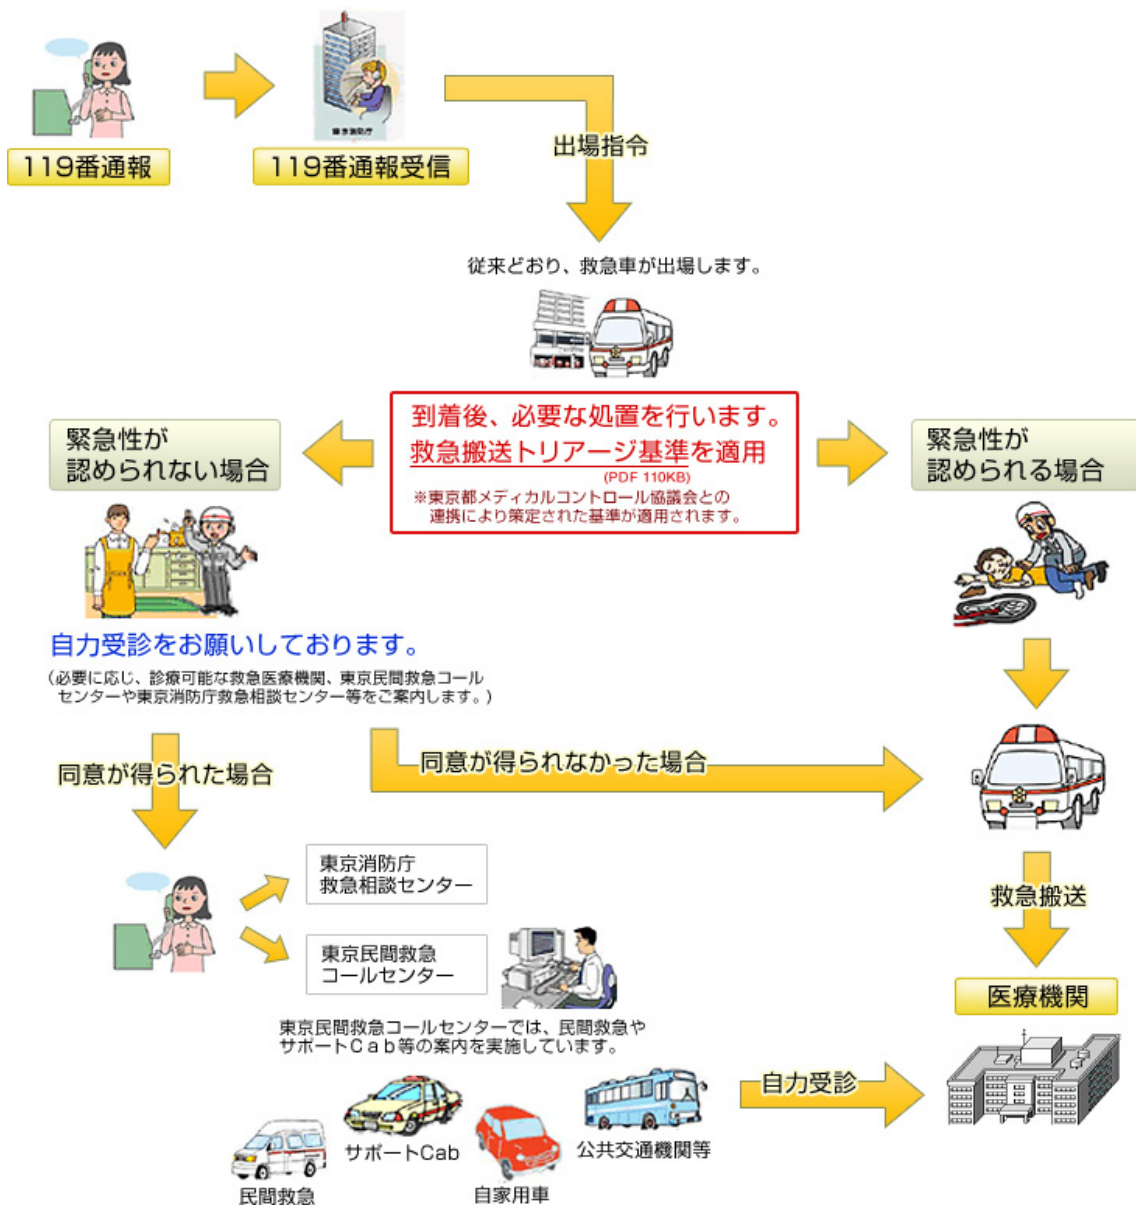 119番通報
119番通報受信
東京消防庁
出場指令
従来どおり、救急車が出場します。
到着後、必要な処置を行います。
救急搬送トリアージ基準を適用
(PDF 110KB)
※東京都メディカルコントロール協議会との
連携により策定された基準が適用されます。
緊急性が
認められない場合
緊急性が
認められる場合
自力受診をお願いしております。
(必要に応じ、診療可能な救急医療機関、東京民間救急コール
センターや東京消防庁救急相談センター等をご案内します。)
同意が得られた場合
同意が得られなかった場合
東京消防庁
救急相談センター
東京民間救急
コールセンター
東京民間救急コールセンターでは、民間救急や
サポートCab等の案内を実施しています。
救急搬送
医療機関
自力受診
民間救急
サポートCab
自家用車
公共交通機関等